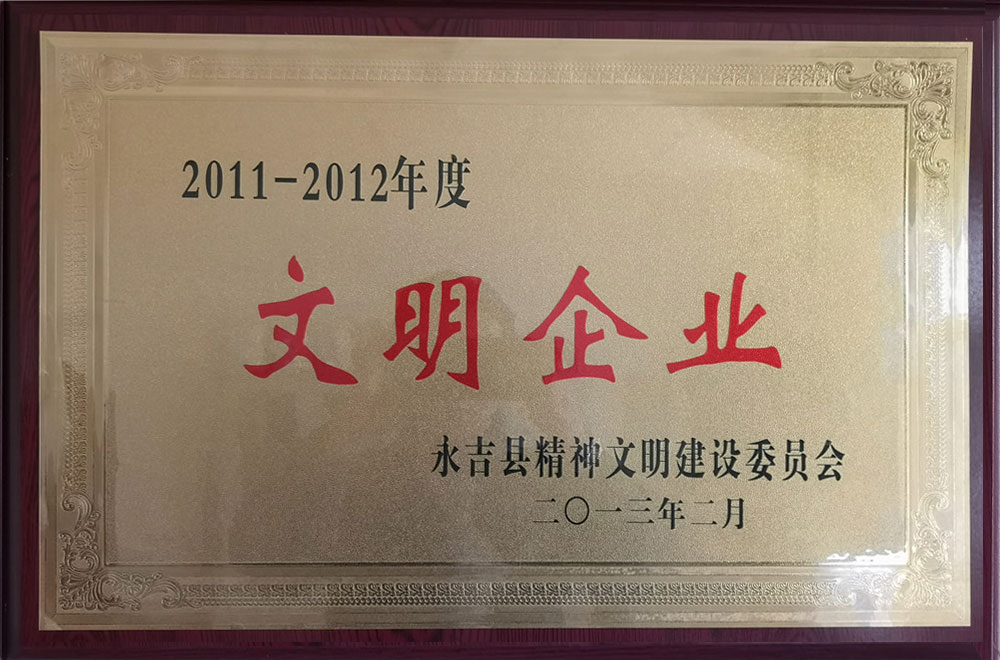 2011-2012年度
文明企业
永吉县精神文明建设委员会
二〇一三年二月